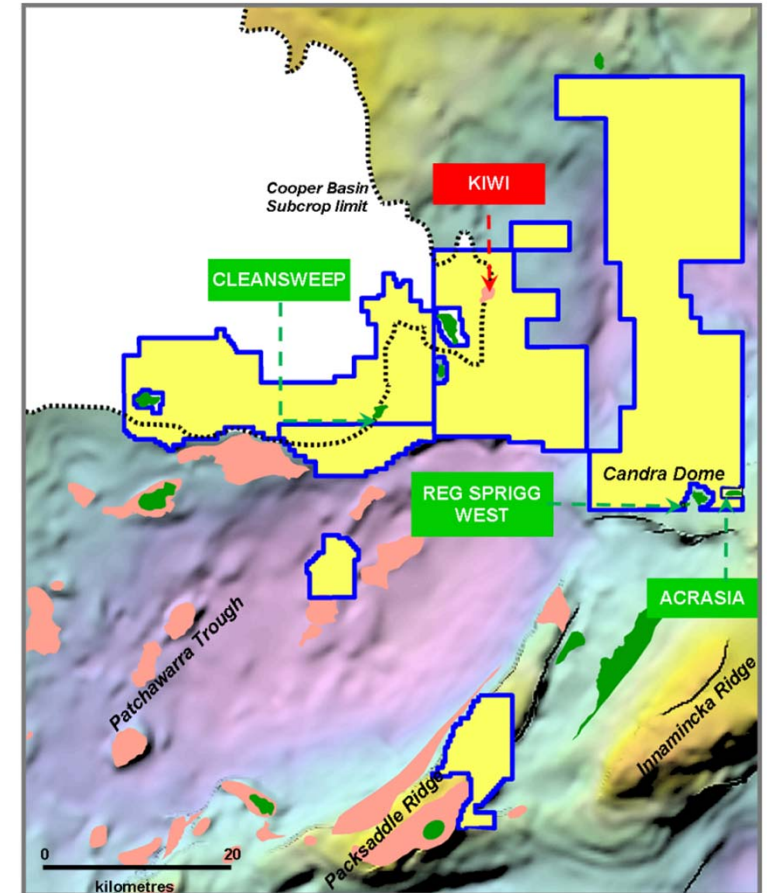 Cooper Basin
Subcrop limit
KIWI
CLEANSWEEP
Candra Dome
REG SPRIGG
WEST
ACRASIA
Patchawarra Trough
Innamincka Ridge
Packsaddle Ridge
0 20
kilometres